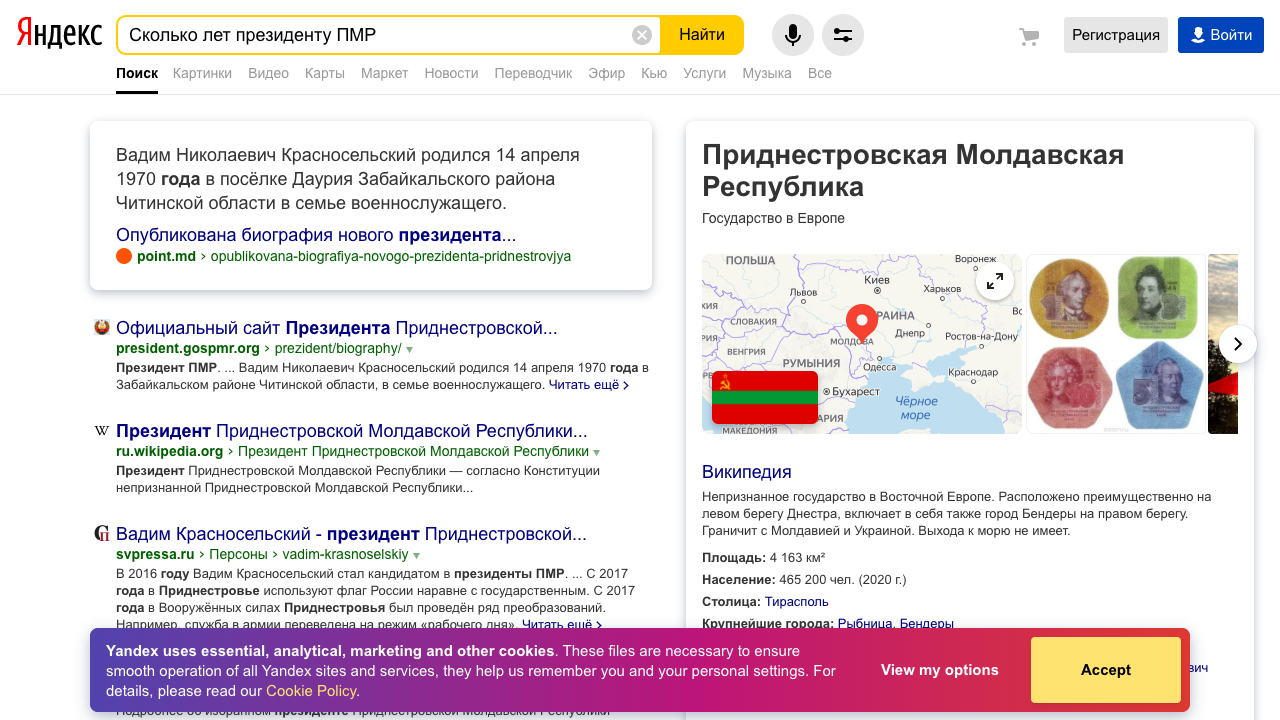 Яндекс
Сколько лет президенту ПМР
Найти
Регистрация
Войти
Поиск Картинки Видео Карты Маркет Новости Переводчик Эфир Кью Услуги Музыка Все
Вадим Николаевич Красносельский родился 14 апреля
1970 года в посёлке Даурия Забайкальского района
Читинской области в семье военнослужащего.
Опубликована биография нового президента...
point.md › opublikovana-biografiya-novogo-prezidenta-pridnestrovjya
Официальный сайт Президента Приднестровской...
president.gospmr.org › prezident/biography/
Президент ПМР. ... Вадим Николаевич Красносельский родился 14 апреля 1970 года в
Забайкальском районе Читинской области, в семье военнослужащего. Читать ещё
Президент Приднестровской Молдавской Республики...
ru.wikipedia.org › Президент Приднестровской Молдавской Республики
Президент Приднестровской Молдавской Республики — согласно Конституции
непризнанной Приднестровской Молдавской Республики...
Вадим Красносельский - президент Приднестровской...
svpressa.ru › Персоны › vadim-krasnoselskiy
В 2016 году Вадим Красносельский стал кандидатом в президенты ПМР. ... С 2017
года в Приднестровье используют флаг России наравне с государственным. С 2017
года в Вооружённых силах Приднестровья был проведён ряд преобразований.
Например, служба в армии переведена на режим «рабочего дня». Читать ещё
Приднестровская Молдавская
Республика
Государство в Европе
ПОЛЬША
Воронеж
Киев
Львов
Харьков
КИЯ
СЛОВАКИЯ
РАИНА
Днепр
МОЛДОВА
Ростов-на-Дону
ВЕНГРИЯ
РУМЫНИЯ
Одесса
Краснодар
Бухарест
Чёрное
море
ГАРИЯ
МАКЕДОНИЯ
Википедия
Непризнанное государство в Восточной Европе. Расположено преимущественно на
левом берегу Днестра, включает в себя также город Бендеры на правом берегу.
Граничит с Молдавией и Украиной. Выхода к морю не имеет.
Площадь: 4 163 км²
Население: 465 200 чел. (2020 г.)
Столица: Тирасполь
Крупнейшие города: Рыбница, Бендеры
вич
Yandex uses essential, analytical, marketing and other cookies. These files are necessary to ensure
smooth operation of all Yandex sites and services, they help us remember you and your personal settings. For
details, please read our Cookie Policy.
View my options
Accept
Подробнее об избранном президенте Приднестровской Молдавской Республики